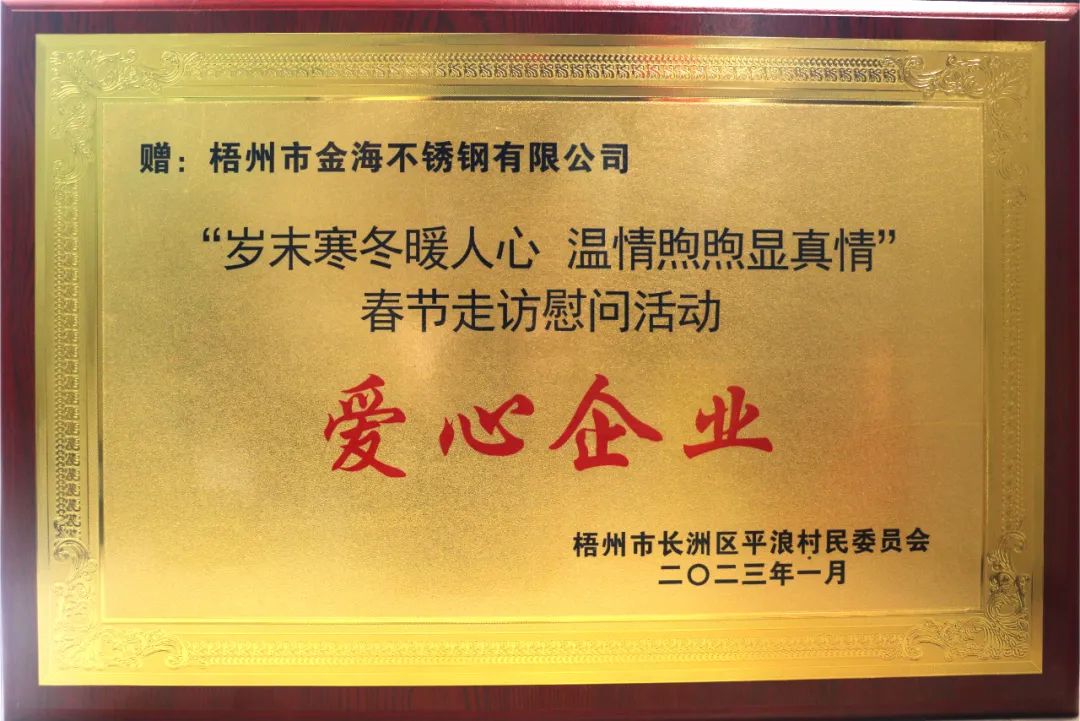 赠：梧州市金海不锈钢有限公司
“岁末寒冬暖人心 温情煦煦显真情”
春节走访慰问活动
爱心企业
梧州市长洲区平浪村民委员会
二〇二三年一月